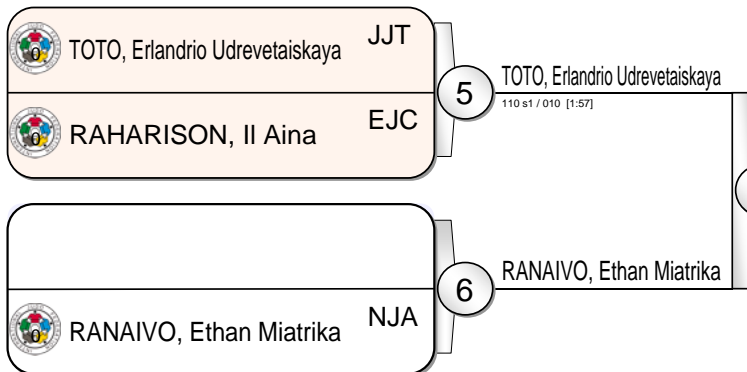 TOTO, Erlandrio Udrevetaiskaya JJT
RAHARISON, II Aina EJC
5
TOTO, Erlandrio Udrevetaiskaya
110 s1 / 010 [1:57]
RANAIVO, Ethan Miatrika NJA
6
RANAIVO, Ethan Miatrika